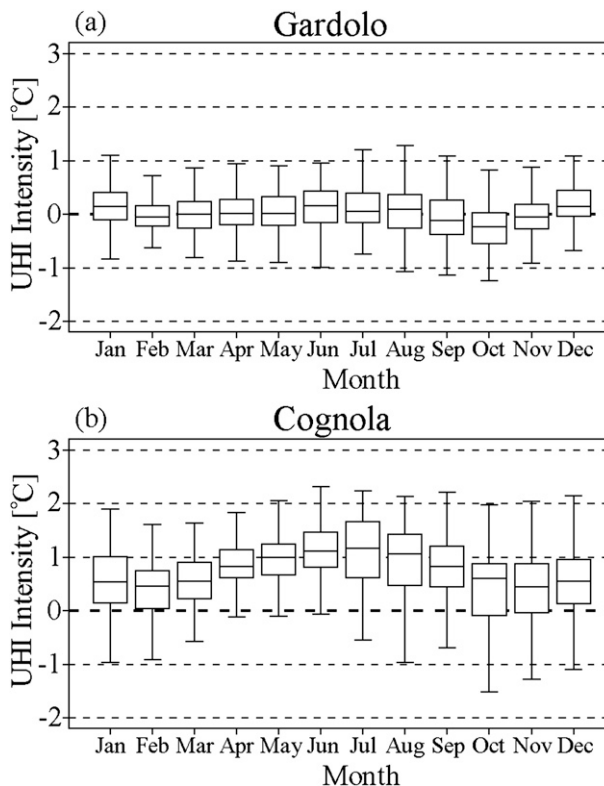 (a) Gardolo
UHI Intensity [℃]
3
2
1
0
-1
-2
Jan Feb Mar Apr May Jun Jul Aug Sep Oct Nov Dec
Month
(b) Cognola
UHI Intensity [℃]
3
2
1
0
-1
-2
Jan Feb Mar Apr May Jun Jul Aug Sep Oct Nov Dec
Month